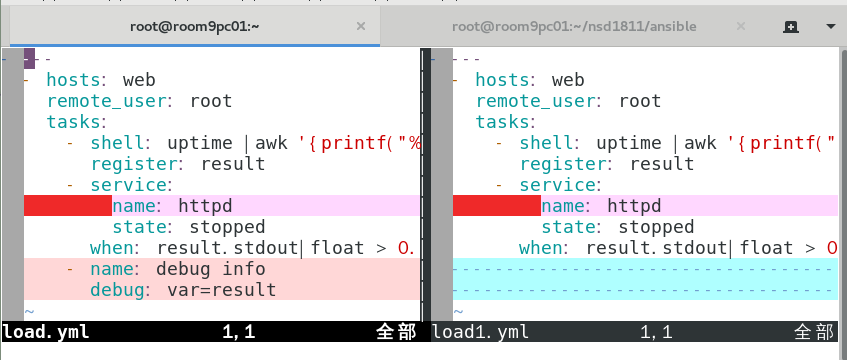 root@room9pc01:~
root@room9pc01:~/nsd1811/ansible
---
- hosts: web
remote_user: root
tasks:
- shell: uptime |awk '{printf("%
register: result
- service:
name: httpd
state: stopped
when: result.stdout|float > 0.
- name: debug info
debug: var=result
~
load.yml 1,1 全部
---
- hosts: web
remote_user: root
tasks:
- shell: uptime |awk '{printf("
register: result
- service:
name: httpd
state: stopped
when: result.stdout|float > 0
-----------------------------------
-----------------------------------
~
load1.yml 1,1 全部